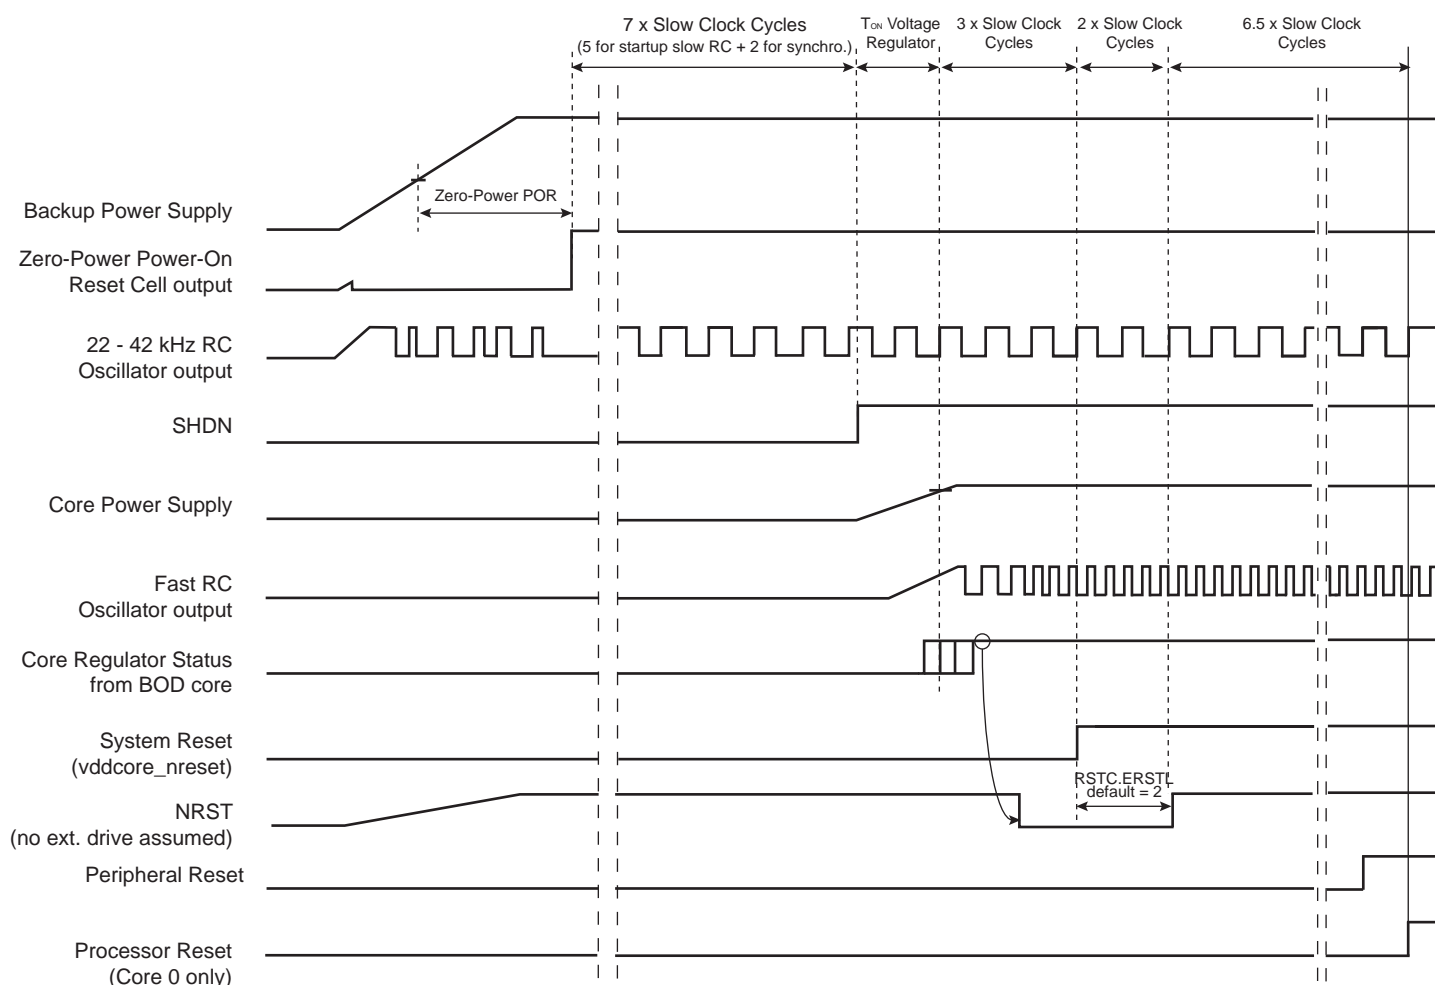 7 x Slow Clock Cycles
(5 for startup slow RC + 2 for synchro.)
TON Voltage
Regulator
3 x Slow Clock
Cycles
2 x Slow Clock
Cycles
6.5 x Slow Clock
Cycles
Zero-Power POR
Backup Power Supply
Zero-Power Power-On
Reset Cell output
22 - 42 kHz RC
Oscillator output
SHDN
Core Power Supply
Fast RC
Oscillator output
Core Regulator Status
from BOD core
System Reset
(vddcore_nreset)
RSTC.ERSTL
default = 2
NRST
(no ext. drive assumed)
Peripheral Reset
Processor Reset
(Core 0 only)